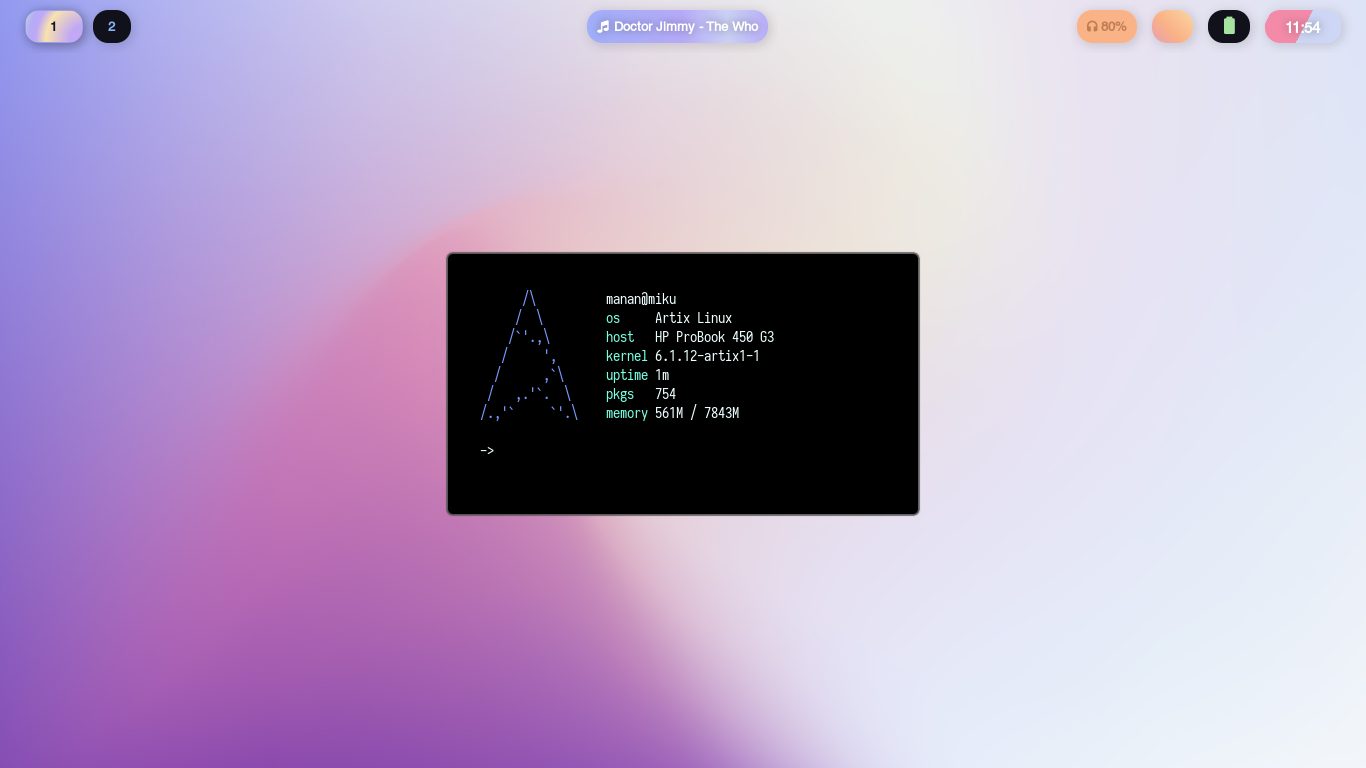 1
2
Doctor Jimmy - The Who
80%
11:54
manan@miku
os Artix Linux
host HP ProBook 450 G3
kernel 6.1.12-artix1-1
uptime 1m
pkgs 754
memory 561M / 7843M
->